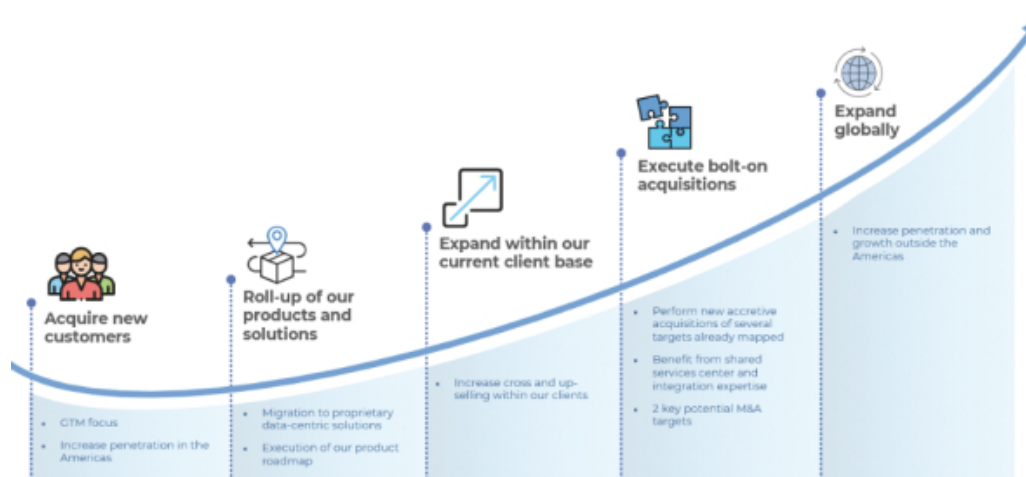 Acquire new
customers
GTM focus
Increase penetration in the
Americas
Roll-up of our
products and
solutions
Migration to proprietary
data-centric solutions
Execution of our product
roadmap
Expand within our
current client base
Increase cross and up-
selling within our clients
Execute bolt-on
acquisitions
Perform new accretive
acquisitions of several
targets already mapped
Benefit from shared
services center and
integration expertise
2 key potential M&A
targets
Expand
globally
Increase penetration and
growth outside the
Americas